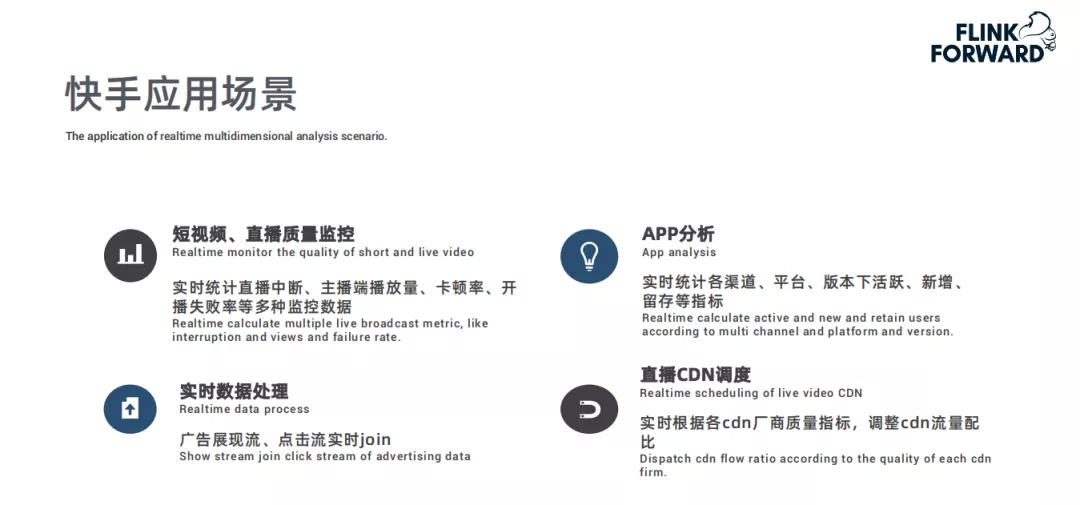 FLINK
FORWARD
快手应用场景
The application of realtime multidimensional analysis scenario.
短视频、直播质量监控
Realtime monitor the quality of short and live video
实时统计直播中断、主播端播放量、卡顿率、开
播失败率等多种监控数据
Realtime calculate multiple live broadcast metric, like
interruption and views and failure rate.
实时数据处理
Realtime data process
广告展现流、点击流实时join
Show stream join click stream of advertising data
APP分析
App analysis
实时统计各渠道、平台、版本下活跃、新增、
留存等指标
Realtime calculate active and new and retain users
according to multi channel and platform and version.
直播CDN调度
Realtime scheduling of live video CDN
实时根据各cdn厂商质量指标，调整cdn流量配
比
Dispatch cdn flow ratio according to the quality of each cdn
firm.